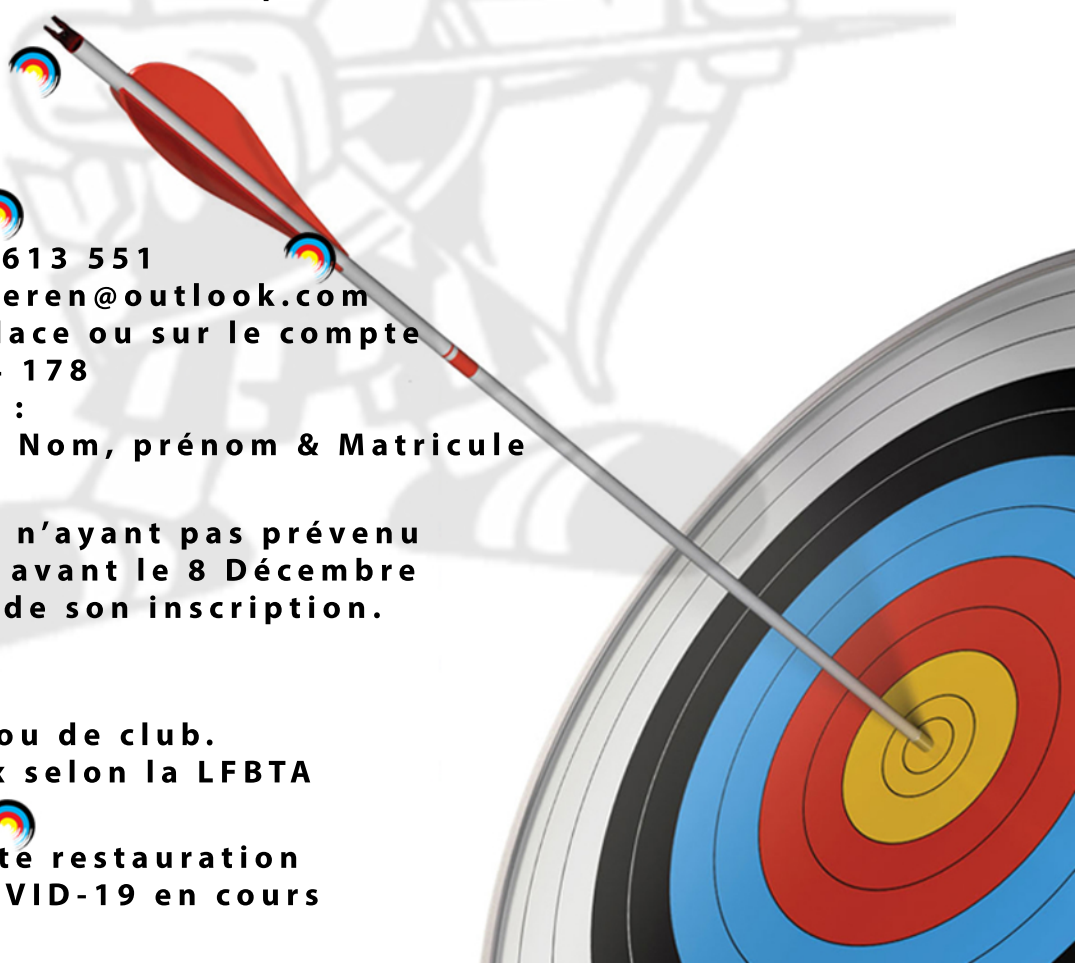 613 551
eren@outlook.com
lace ou sur le compte
178
:
Nom, prénom & Matricule
n’ayant pas prévenu
avant le 8 Décembre
de son inscription.
ou de club.
selon la LFBTA
te restauration
VID-19 en cours